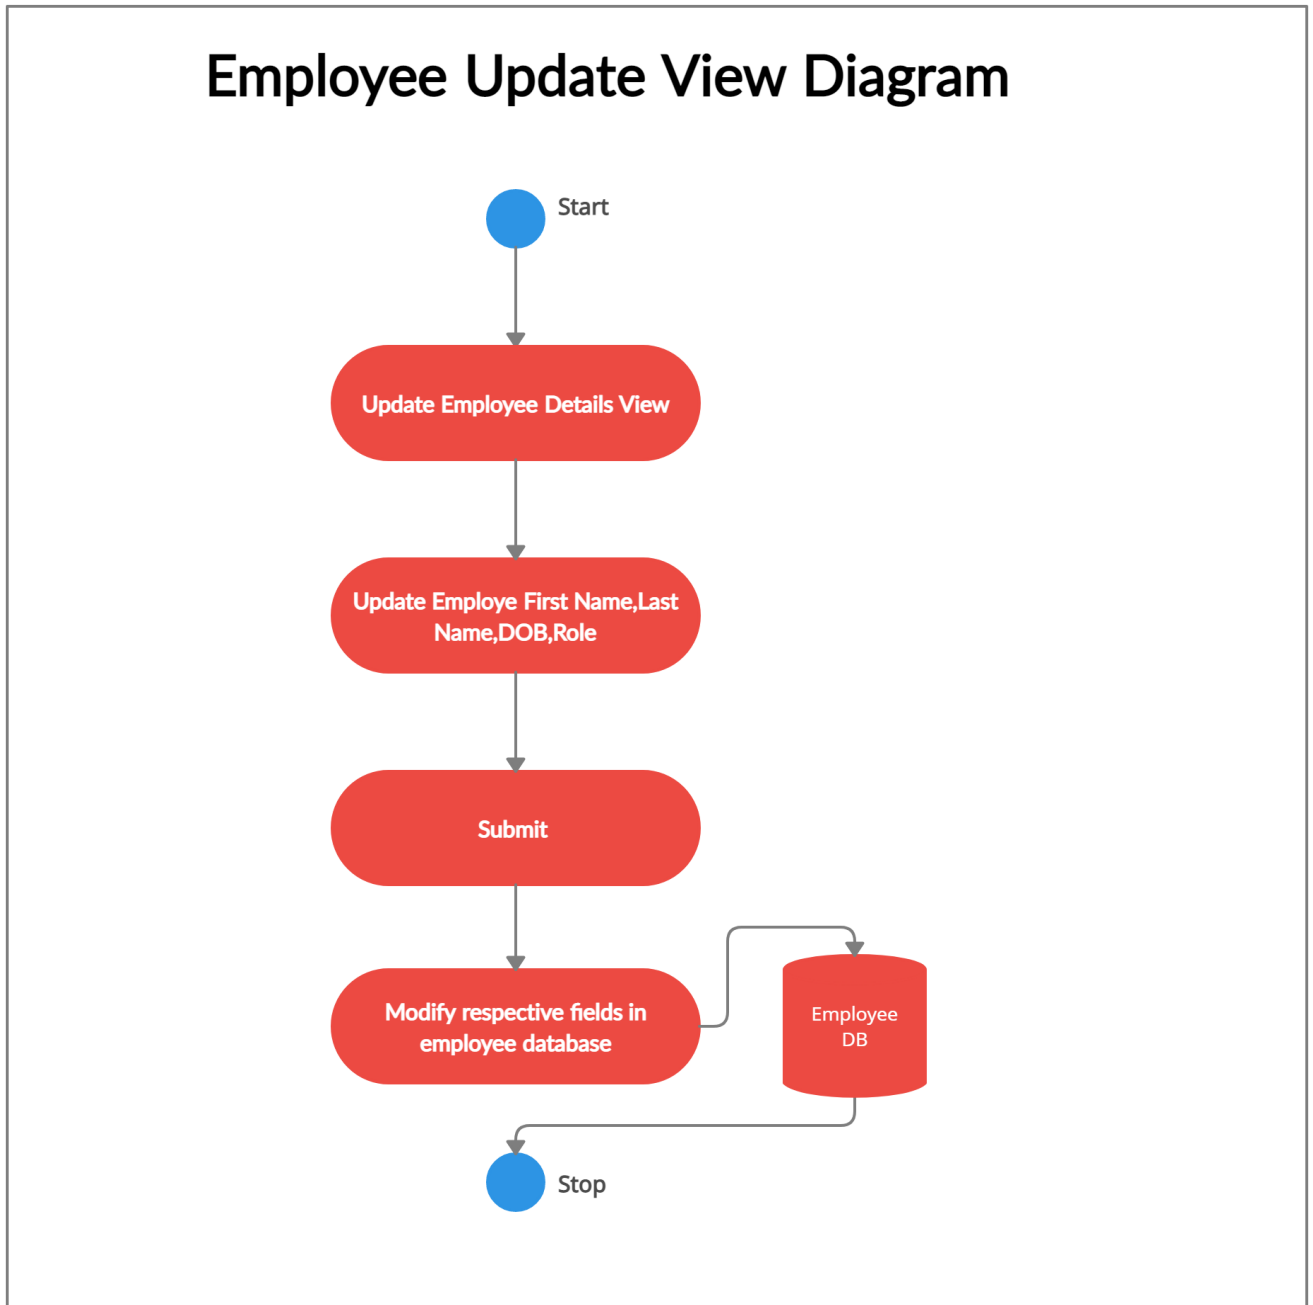 Employee Update View Diagram
Start
Update Employee Details View
Update Employe First Name,Last
Name,DOB,Role
Submit
Modify respective fields in
employee database
Employee
DB
Stop